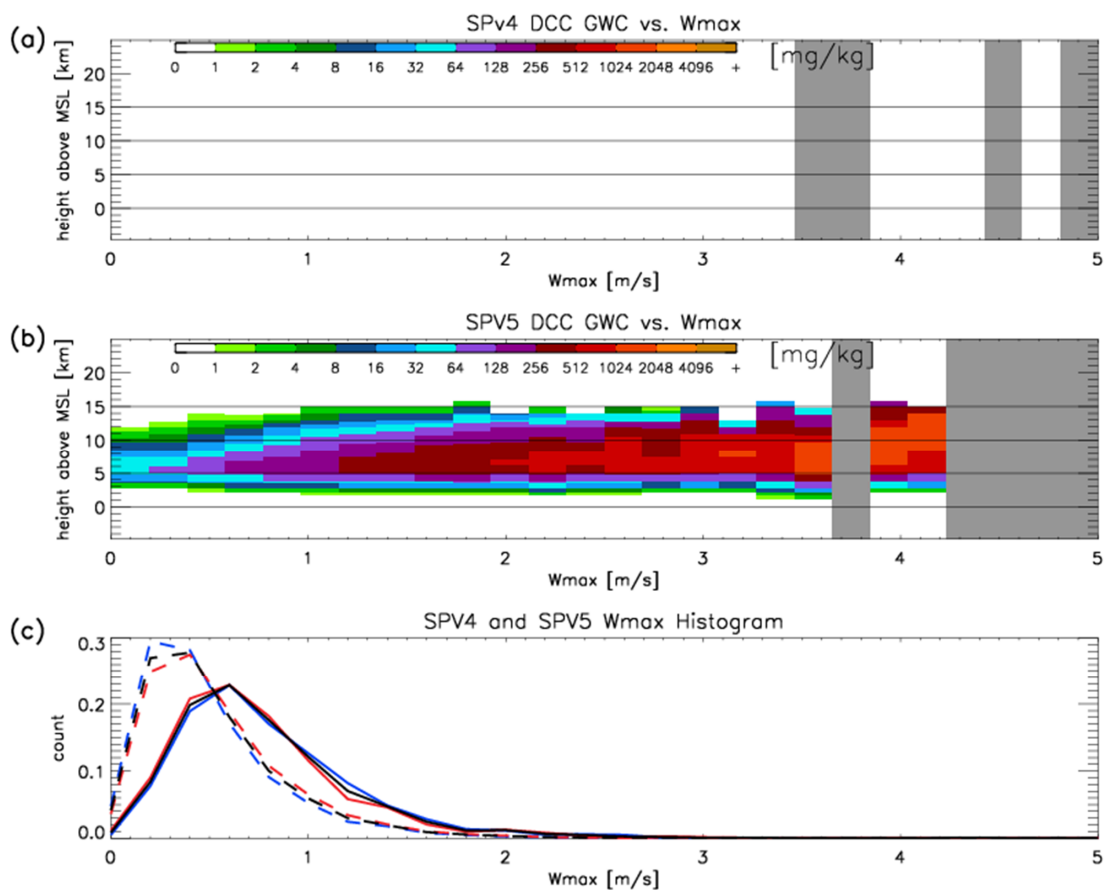 (a)
SPv4 DCC GWC vs. Wmax
0 1 2 4 8 16 32 64 128 256 512 1024 2048 4096 +
[mg/kg]
height above MSL [km]
20
15
10
5
0
0 1 2 3 4 5
Wmax [m/s]
(b)
SPV5 DCC GWC vs. Wmax
0 1 2 4 8 16 32 64 128 256 512 1024 2048 4096 +
[mg/kg]
height above MSL [km]
20
15
10
5
0
0 1 2 3 4 5
Wmax [m/s]
(c)
SPV4 and SPV5 Wmax Histogram
count
0.3
0.2
0.1
0.0
0 1 2 3 4 5
Wmax [m/s]